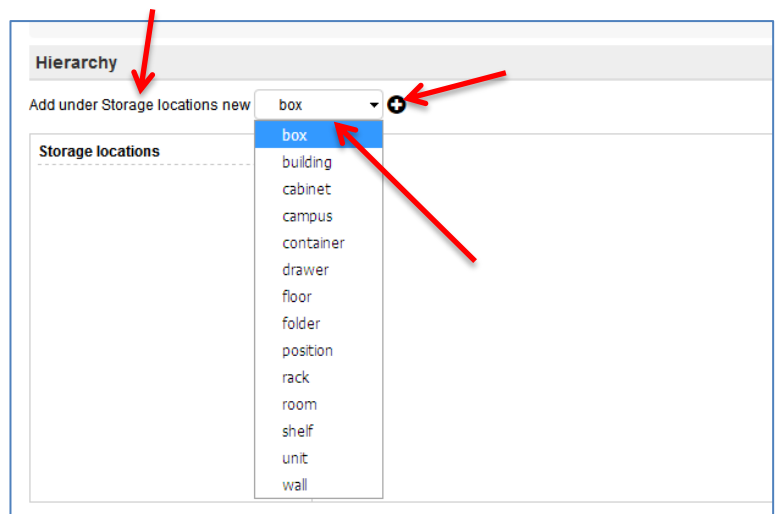 Hierarchy
Add under Storage locations new box
Storage locations
box
building
cabinet
campus
container
drawer
floor
folder
position
rack
room
shelf
unit
wall